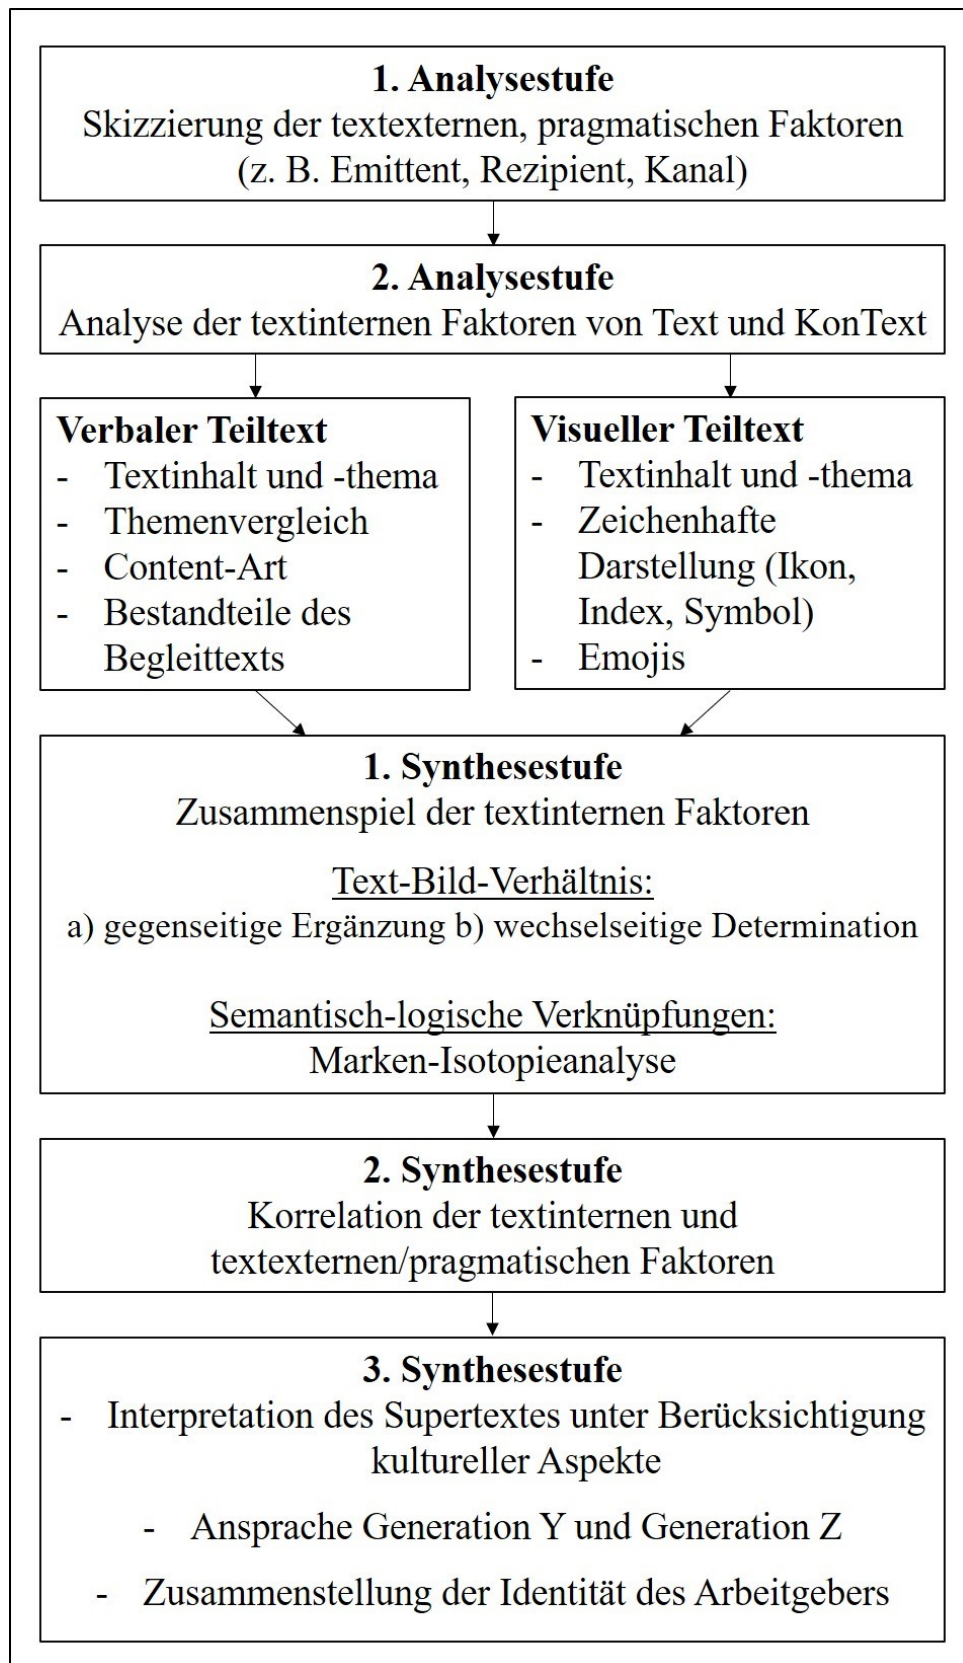 1. Analysestufe
Skizzierung der textexternen, pragmatischen Faktoren
(z. B. Emittent, Rezipient, Kanal)
2. Analysestufe
Analyse der textinternen Faktoren von Text und KonText
Verbaler Teiltext
- Textinhalt und -thema
- Themenvergleich
- Content-Art
- Bestandteile des
Begleittexts
Visueller Teiltext
- Textinhalt und -thema
- Zeichenhafte
Darstellung (Ikon,
Index, Symbol)
- Emojis
1. Synthesestufe
Zusammenspiel der textinternen Faktoren
Text-Bild-Verhältnis:
a) gegenseitige Ergänzung b) wechselseitige Determination
Semantisch-logische Verknüpfungen:
Marken-Isotopieanalyse
2. Synthesestufe
Korrelation der textinternen und
textexternen/pragmatischen Faktoren
3. Synthesestufe
- Interpretation des Supertextes unter Berücksichtigung
kultureller Aspekte
- Ansprache Generation Y und Generation Z
- Zusammenstellung der Identität des Arbeitgebers